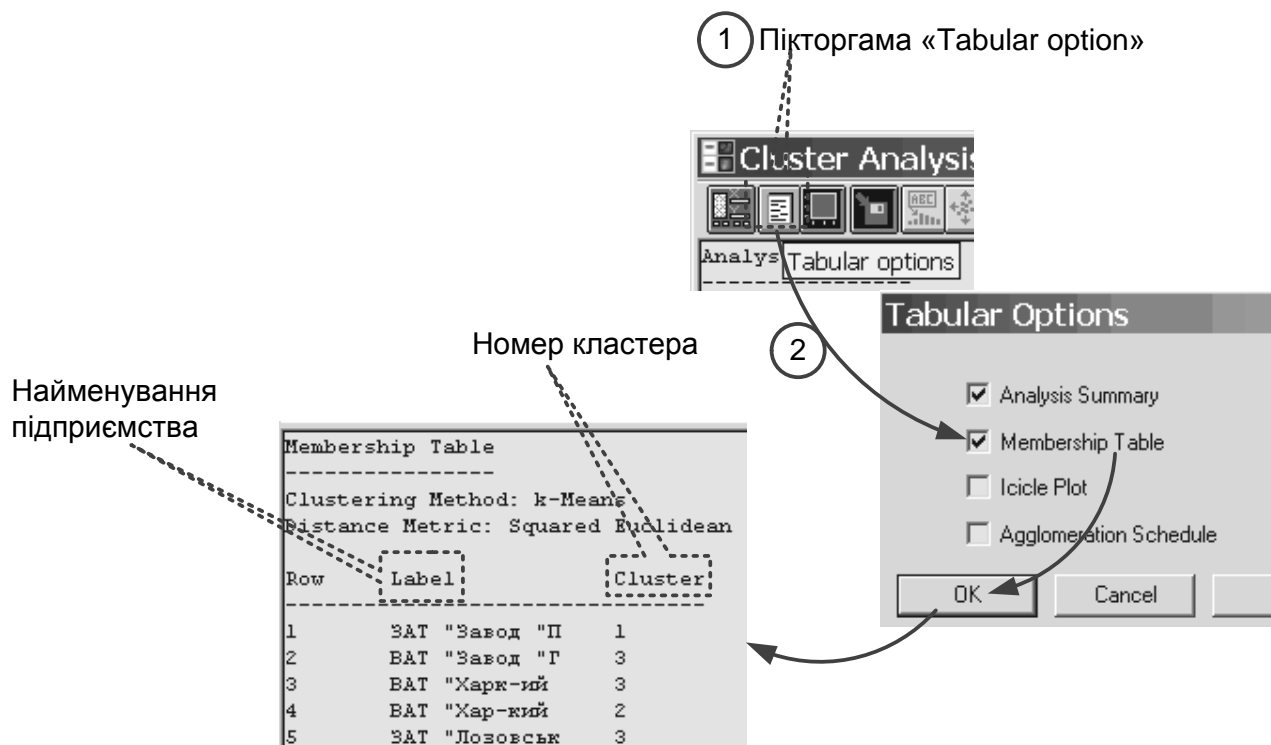 1 Пікторгама «Tabular option»
Cluster Analysis
Analys
Tabular options
2
Tabular Options
Analysis Summary
Membership Table
Icicle Plot
Agglomeration Schedule
OK Cancel
Номер кластера
Найменування
підприємства
Membership Table
Clustering Method: k-Means
Distance Metric: Squared Euclidean
Row Label Cluster
1 ЗАТ "Завод "П 1
2 ВАТ "Завод "Г 3
3 ВАТ "Харк-ий 3
4 ВАТ "Хар-кий 2
5 ЗАТ "Лозовськ 3